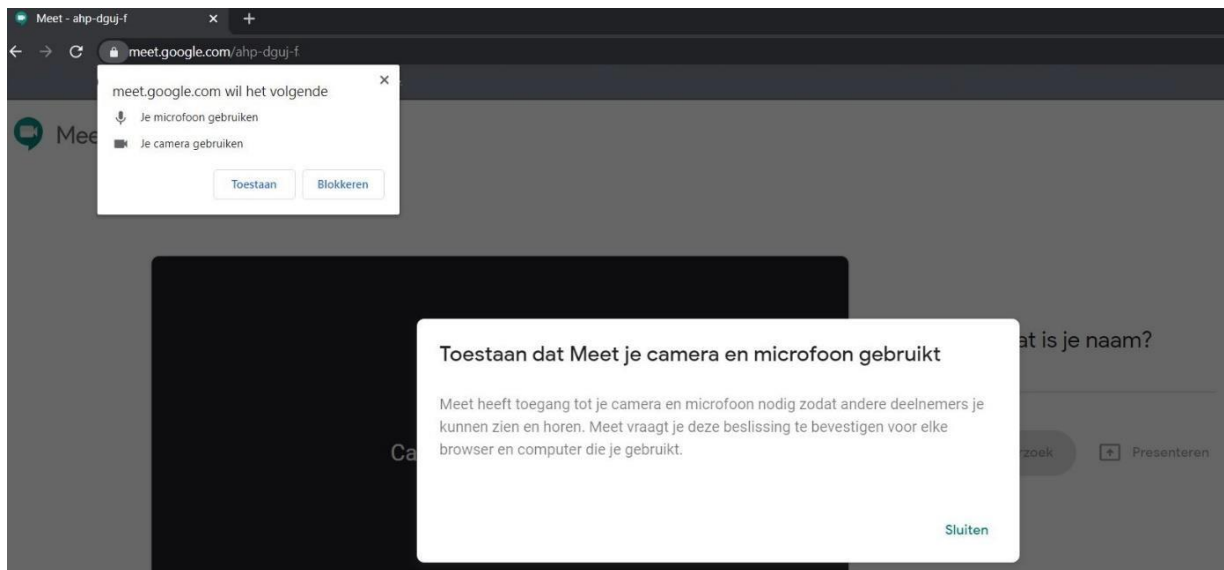 Meet - ahp-dguj-f
meet.google.com/ahp-dguj-f
meet.google.com wil het volgende
Je microfoon gebruiken
Je camera gebruiken
Toestaan Blokkeren
Mee
at is je naam?
Toestaan dat Meet je camera en microfoon gebruikt
Meet heeft toegang tot je camera en microfoon nodig zodat andere deelnemers je
kunnen zien en horen. Meet vraagt je deze beslissing te bevestigen voor elke
browser en computer die je gebruikt.
Ca
zoek Presenteren
Sluiten